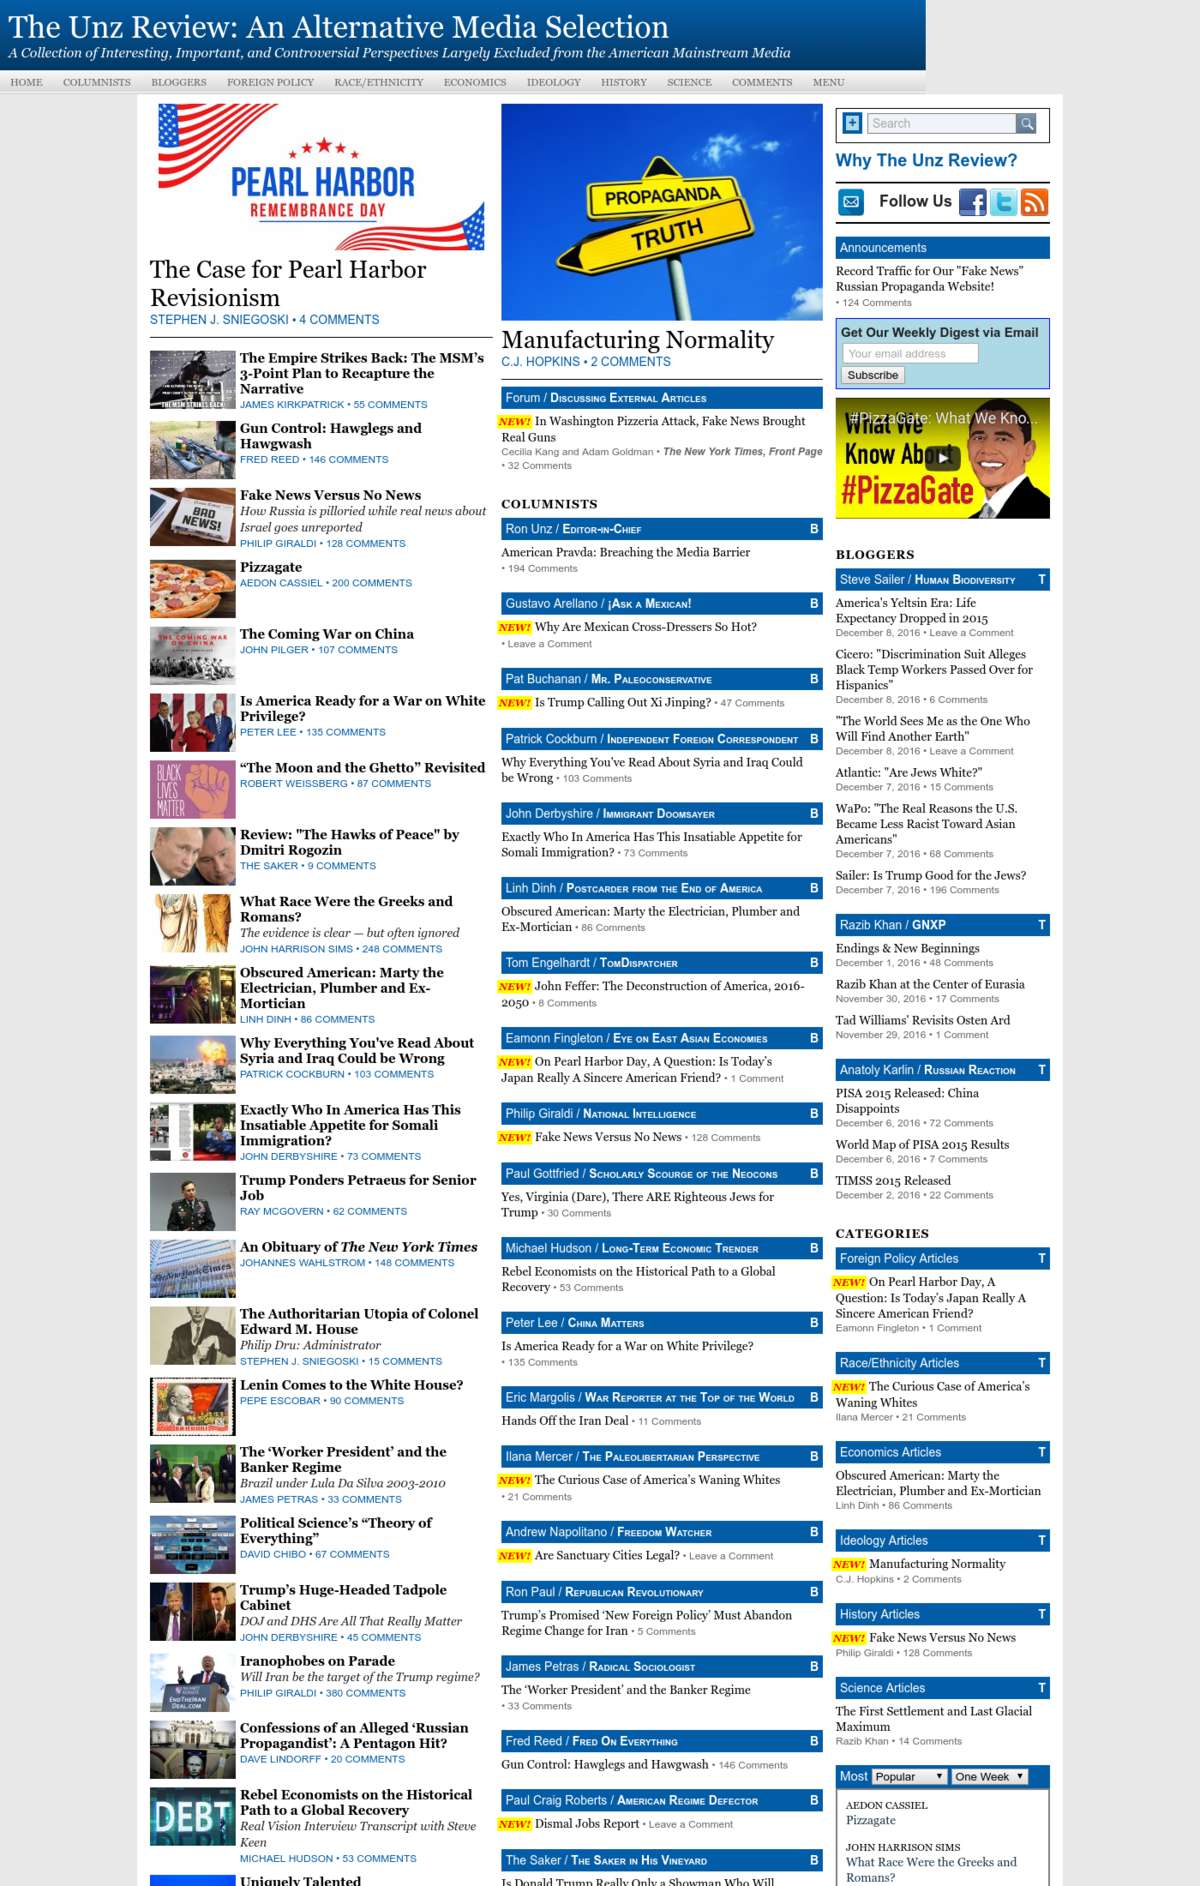 The Unz Review: An Alternative Media Selection
A Collection of Interesting, Important, and Controversial Perspectives Largely Excluded from the American Mainstream Media
HOME COLUMNISTS BLOGGERS FOREIGN POLICY RACE/ETHNICITY ECONOMICS IDEOLOGY HISTORY SCIENCE COMMENTS MENU
PEARL HARBOR
REMEMBRANCE DAY
The Case for Pearl Harbor
Revisionism
STEPHEN J. SNIEGOSKI • 4 COMMENTS
The Empire Strikes Back: The MSM's
3-Point Plan to Recapture the
Narrative
JAMES KIRKPATRICK • 55 COMMENTS
THE MSM STRIKES BACK!
Gun Control: Hawglegs and
Hawgwash
FRED REED • 146 COMMENTS
BAD
NEWS!
Fake News Versus No News
How Russia is pilloried while real news about
Israel goes unreported
PHILIP GIRALDI • 128 COMMENTS
Pizzagate
AEDON CASSIEL • 200 COMMENTS
THE COMING WAR
ON CHINA
The Coming War on China
JOHN PILGER • 107 COMMENTS
Is America Ready for a War on White
Privilege?
PETER LEE • 135 COMMENTS
BLACK
LIVES
MATTER
“The Moon and the Ghetto” Revisited
ROBERT WEISSBERG • 87 COMMENTS
Review: "The Hawks of Peace" by
Dmitri Rogozin
THE SAKER • 9 COMMENTS
What Race Were the Greeks and
Romans?
The evidence is clear — but often ignored
JOHN HARRISON SIMS • 248 COMMENTS
Obscured American: Marty the
Electrician, Plumber and Ex-
Mortician
LINH DINH • 86 COMMENTS
Why Everything You've Read About
Syria and Iraq Could be Wrong
PATRICK COCKBURN • 103 COMMENTS
Exactly Who In America Has This
Insatiable Appetite for Somali
Immigration?
JOHN DERBYSHIRE • 73 COMMENTS
Trump Ponders Petraeus for Senior
Job
RAY MCGOVERN • 62 COMMENTS
The New York Times
An Obituary of The New York Times
JOHANNES WAHLSTROM • 148 COMMENTS
The Authoritarian Utopia of Colonel
Edward M. House
Philip Dru: Administrator
STEPHEN J. SNIEGOSKI • 15 COMMENTS
Lenin Comes to the White House?
PEPE ESCOBAR • 90 COMMENTS
The ‘Worker President’ and the
Banker Regime
Brazil under Lula Da Silva 2003-2010
JAMES PETRAS • 33 COMMENTS
Political Science’s “Theory of
Everything”
DAVID CHIBO • 67 COMMENTS
Trump’s Huge-Headed Tadpole
Cabinet
DOJ and DHS Are All That Really Matter
JOHN DERBYSHIRE • 45 COMMENTS
ENDTHEIRAN
DEAL.COM
Iranophobes on Parade
Will Iran be the target of the Trump regime?
PHILIP GIRALDI • 380 COMMENTS
Confessions of an Alleged ‘Russian
Propagandist’: A Pentagon Hit?
DAVE LINDORFF • 20 COMMENTS
DEBT
Rebel Economists on the Historical
Path to a Global Recovery
Real Vision Interview Transcript with Steve
Keen
MICHAEL HUDSON • 53 COMMENTS
Uniquely Talented
PROPAGANDA
TRUTH
Manufacturing Normality
C.J. HOPKINS • 2 COMMENTS
Forum / Discussing External Articles
NEW! In Washington Pizzeria Attack, Fake News Brought
Real Guns
Cecilia Kang and Adam Goldman • The New York Times, Front Page
• 32 Comments
COLUMNISTS
Ron Unz / Editor-in-Chief B
American Pravda: Breaching the Media Barrier
• 194 Comments
Gustavo Arellano / ¡Ask a Mexican! B
NEW! Why Are Mexican Cross-Dressers So Hot?
• Leave a Comment
Pat Buchanan / Mr. Paleoconservative B
NEW! Is Trump Calling Out Xi Jinping? • 47 Comments
Patrick Cockburn / Independent Foreign Correspondent B
Why Everything You've Read About Syria and Iraq Could
be Wrong • 103 Comments
John Derbyshire / Immigrant Doomsayer B
Exactly Who In America Has This Insatiable Appetite for
Somali Immigration? • 73 Comments
Linh Dinh / Postcarder from the End of America B
Obscured American: Marty the Electrician, Plumber and
Ex-Mortician • 86 Comments
Tom Engelhardt / TomDispatcher B
NEW! John Feffer: The Deconstruction of America, 2016-
2050 • 8 Comments
Eamonn Fingleton / Eye on East Asian Economies B
NEW! On Pearl Harbor Day, A Question: Is Today’s
Japan Really A Sincere American Friend? • 1 Comment
Philip Giraldi / National Intelligence B
NEW! Fake News Versus No News • 128 Comments
Paul Gottfried / Scholarly Scourge of the Neocons B
Yes, Virginia (Dare), There ARE Righteous Jews for
Trump • 30 Comments
Michael Hudson / Long-Term Economic Trender B
Rebel Economists on the Historical Path to a Global
Recovery • 53 Comments
Peter Lee / China Matters B
Is America Ready for a War on White Privilege?
• 135 Comments
Eric Margolis / War Reporter at the Top of the World B
Hands Off the Iran Deal • 11 Comments
Ilana Mercer / The Paleolibertarian Perspective B
NEW! The Curious Case of America’s Waning Whites
• 21 Comments
Andrew Napolitano / Freedom Watcher B
NEW! Are Sanctuary Cities Legal? • Leave a Comment
Ron Paul / Republican Revolutionary B
Trump’s Promised ‘New Foreign Policy’ Must Abandon
Regime Change for Iran • 5 Comments
James Petras / Radical Sociologist B
The ‘Worker President’ and the Banker Regime
• 33 Comments
Fred Reed / Fred On Everything B
Gun Control: Hawglegs and Hawgwash • 146 Comments
Paul Craig Roberts / American Regime Defector B
NEW! Dismal Jobs Report • Leave a Comment
The Saker / The Saker in His Vineyard B
Is Donald Trump Really Only a Showman Who Will
Search
Why The Unz Review?
Follow Us
Announcements
Record Traffic for Our "Fake News"
Russian Propaganda Website!
• 124 Comments
Get Our Weekly Digest via Email
Your email address
Subscribe
#PizzaGate: What We Kno...
What We
Know About
#PizzaGate
BLOGGERS
Steve Sailer / Human Biodiversity T
America's Yeltsin Era: Life
Expectancy Dropped in 2015
December 8, 2016 • Leave a Comment
Cicero: "Discrimination Suit Alleges
Black Temp Workers Passed Over for
Hispanics"
December 8, 2016 • 6 Comments
"The World Sees Me as the One Who
Will Find Another Earth"
December 8, 2016 • Leave a Comment
Atlantic: "Are Jews White?"
December 7, 2016 • 15 Comments
WaPo: "The Real Reasons the U.S.
Became Less Racist Toward Asian
Americans"
December 7, 2016 • 68 Comments
Sailer: Is Trump Good for the Jews?
December 7, 2016 • 196 Comments
Razib Khan / GNXP T
Endings & New Beginnings
December 1, 2016 • 48 Comments
Razib Khan at the Center of Eurasia
November 30, 2016 • 17 Comments
Tad Williams' Revisits Osten Ard
November 29, 2016 • 1 Comment
Anatoly Karlin / Russian Reaction T
PISA 2015 Released: China
Disappoints
December 6, 2016 • 72 Comments
World Map of PISA 2015 Results
December 6, 2016 • 7 Comments
TIMSS 2015 Released
December 2, 2016 • 22 Comments
CATEGORIES
Foreign Policy Articles T
NEW! On Pearl Harbor Day, A
Question: Is Today’s Japan Really A
Sincere American Friend?
Eamonn Fingleton • 1 Comment
Race/Ethnicity Articles T
NEW! The Curious Case of America’s
Waning Whites
Ilana Mercer • 21 Comments
Economics Articles T
Obscured American: Marty the
Electrician, Plumber and Ex-Mortician
Linh Dinh • 86 Comments
Ideology Articles T
NEW! Manufacturing Normality
C.J. Hopkins • 2 Comments
History Articles T
NEW! Fake News Versus No News
Philip Giraldi • 128 Comments
Science Articles T
The First Settlement and Last Glacial
Maximum
Razib Khan • 14 Comments
Most Popular One Week
AEDON CASSIEL
Pizzagate
JOHN HARRISON SIMS
What Race Were the Greeks and
Romans?